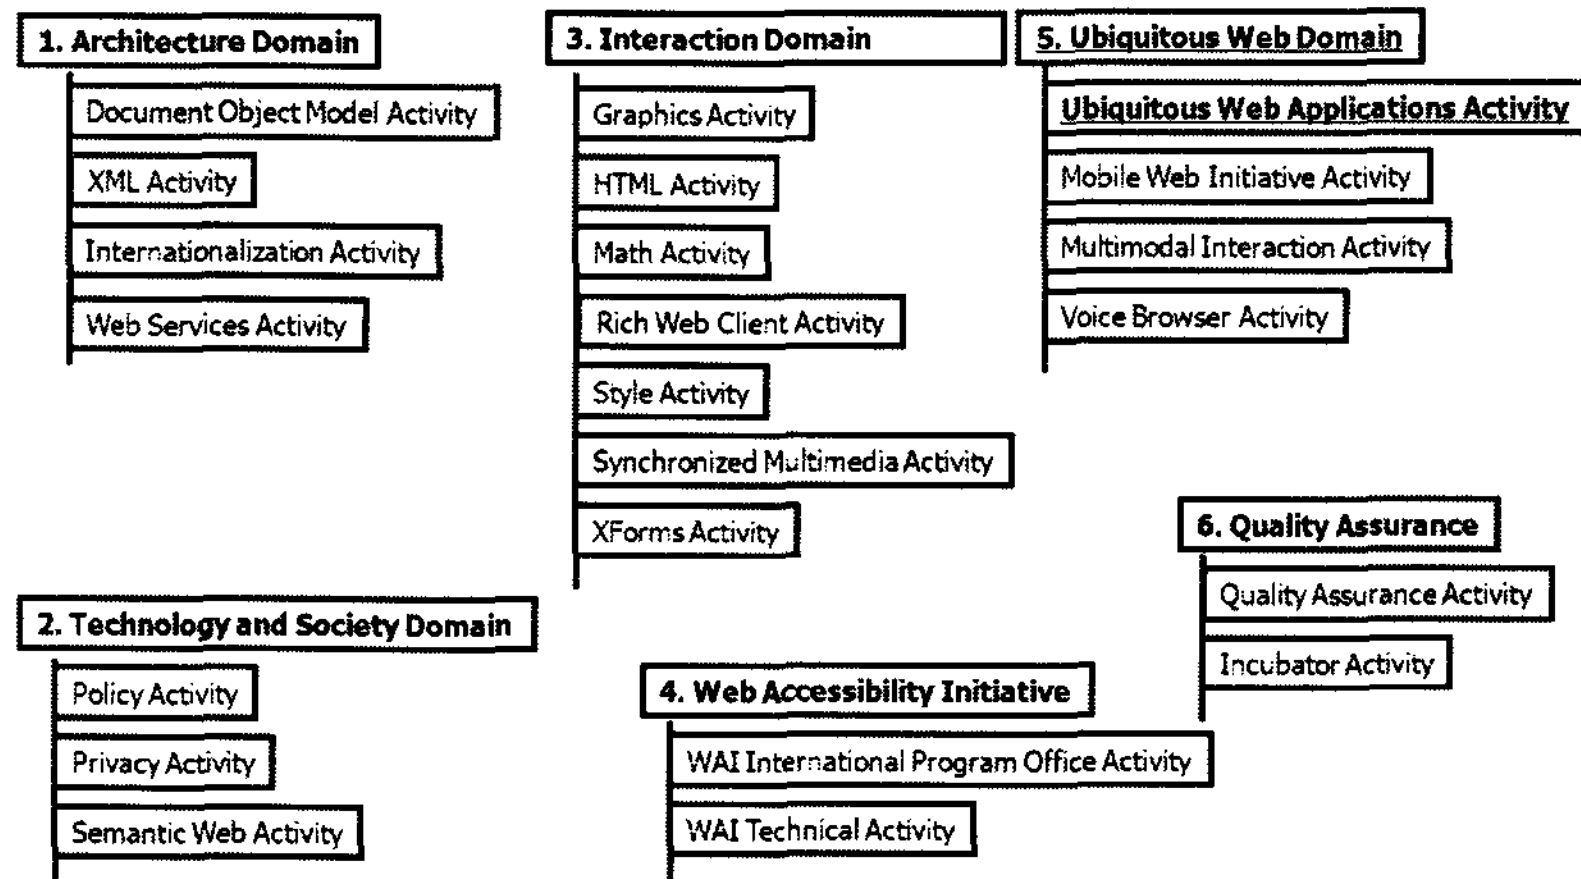 1. Architecture Domain
Document Object Model Activity
XML Activity
Internationalization Activity
Web Services Activity
2. Technology and Society Domain
Policy Activity
Privacy Activity
Semantic Web Activity
3. Interaction Domain
Graphics Activity
HTML Activity
Math Activity
Rich Web Client Activity
Style Activity
Synchronized Multimedia Activity
XForms Activity
4. Web Accessibility Initiative
WAI International Program Office Activity
WAI Technical Activity
5. Ubiquitous Web Domain
Ubiquitous Web Applications Activity
Mobile Web Initiative Activity
Multimodal Interaction Activity
Voice Browser Activity
6. Quality Assurance
Quality Assurance Activity
Incubator Activity